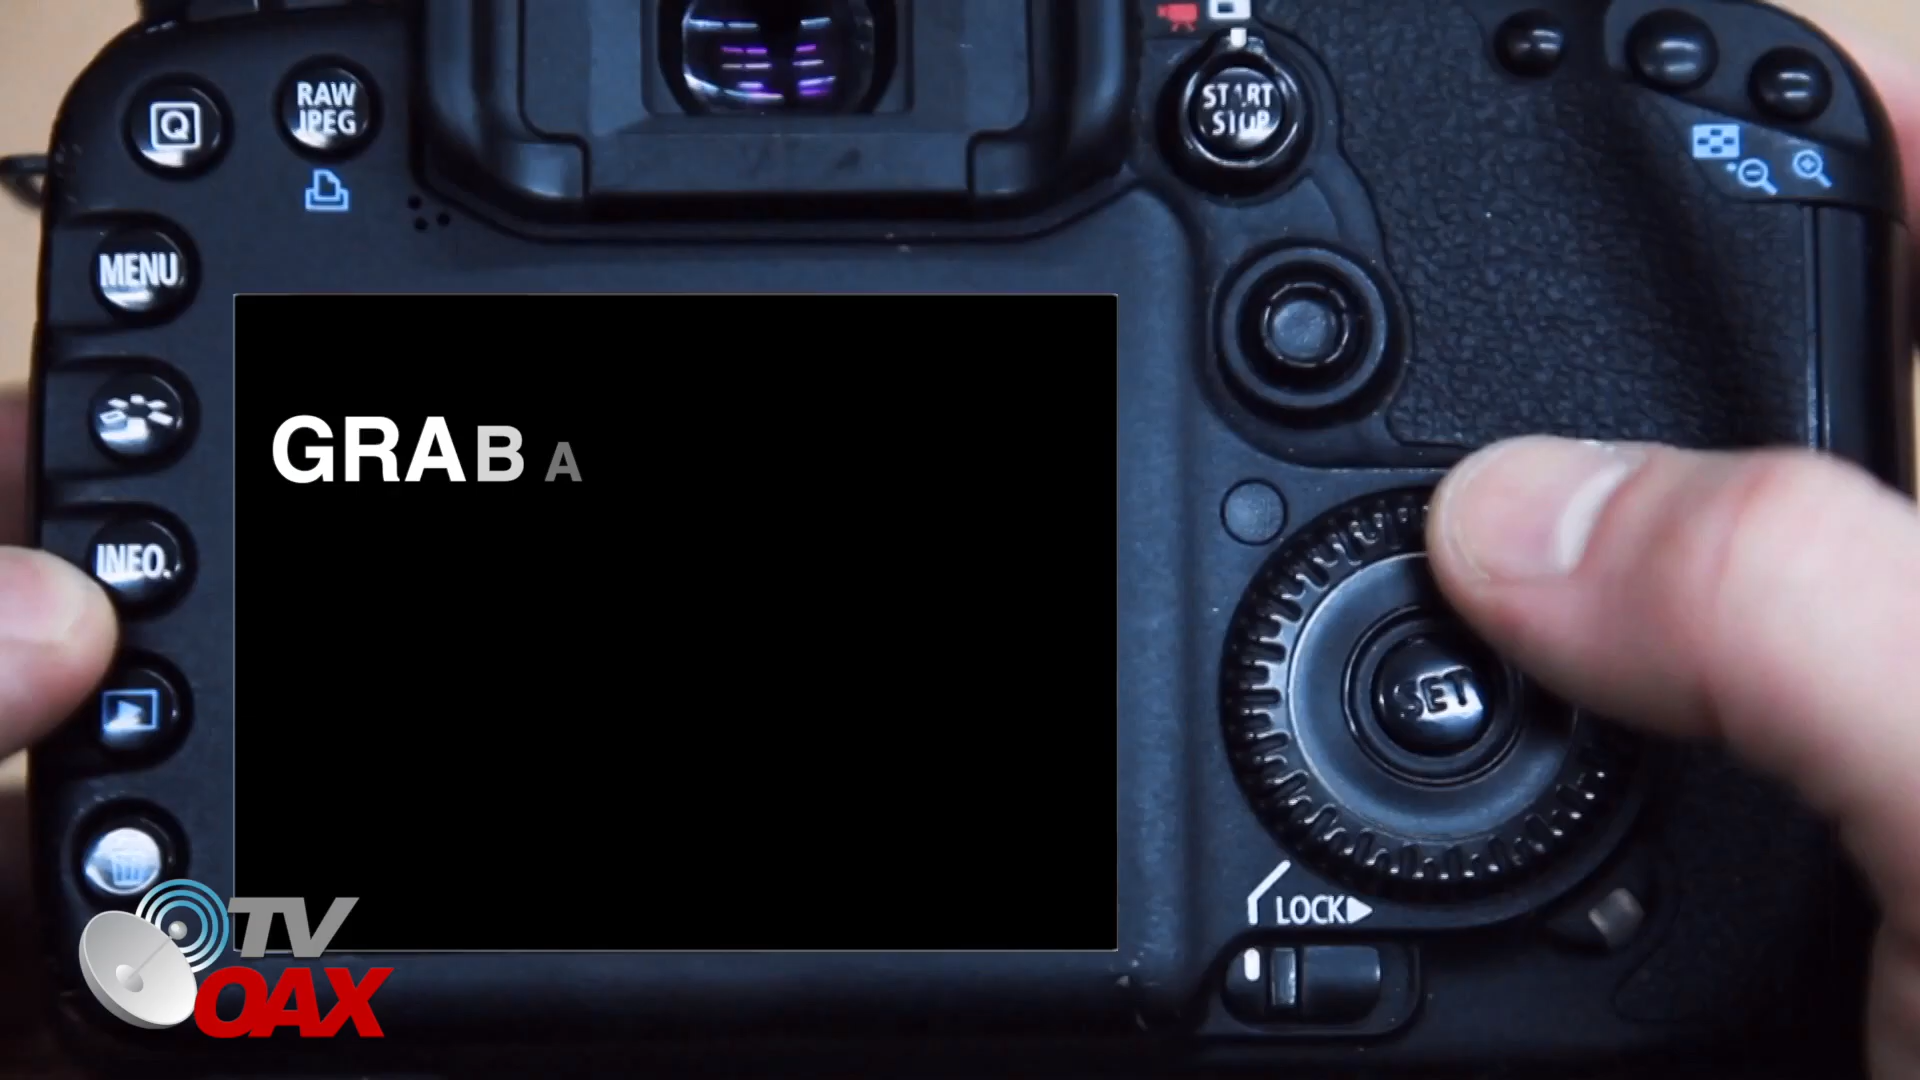 Q
RAW
JPEG
START
STOP
MENU
GRAB A
INFO.
SET
LOCK
TV
OAX